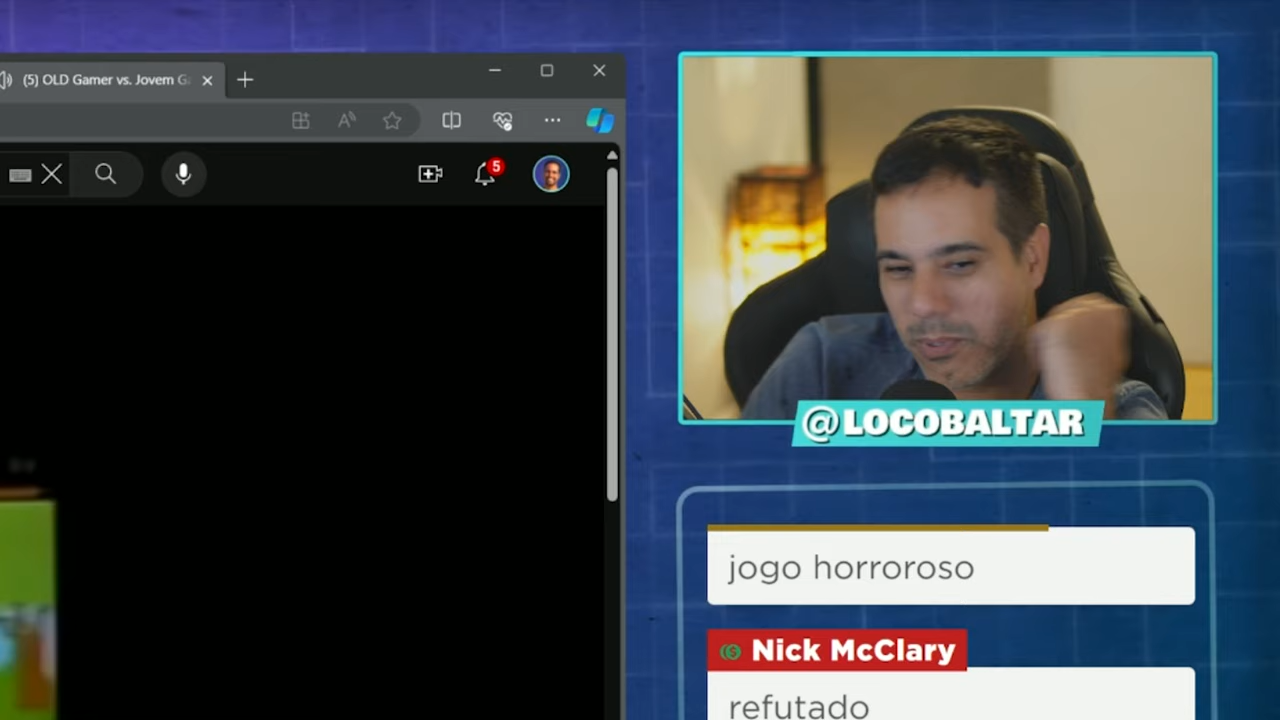 (5) OLD Gamer vs. Jovem G
5
@LOCOBALTAR
jogo horroroso
Nick McClary
refutado